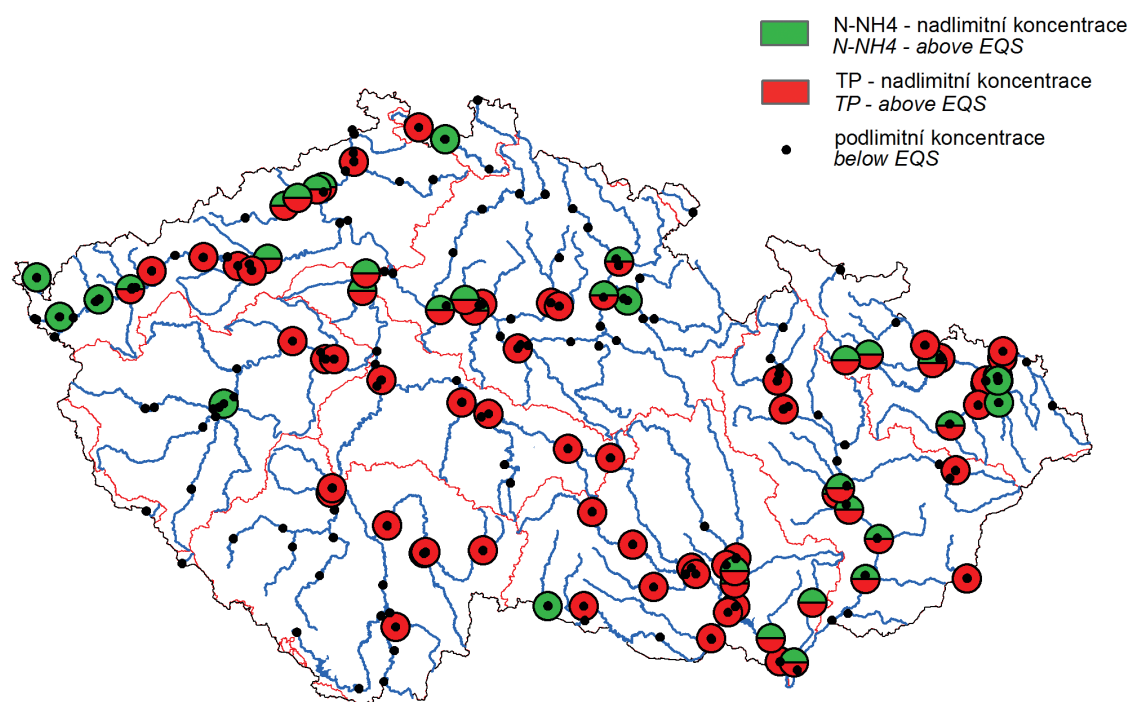 N-NH4 - nadlimitní koncentrace
N-NH4 - above EQS
TP - nadlimitní koncentrace
TP - above EQS
podlimitní koncentrace
below EQS